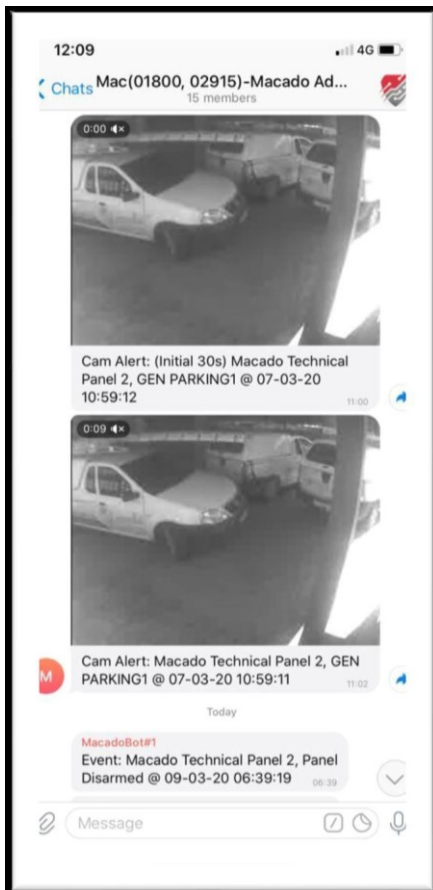 12:09
4G
Chats
Mac(01800, 02915)-Macado Ad...
15 members
0:00
Cam Alert: (Initial 30s) Macado Technical
Panel 2, GEN PARKING1 @ 07-03-20
10:59:12
11:00
0:09
Cam Alert: Macado Technical Panel 2, GEN
PARKING1 @ 07-03-20 10:59:11
11:02
M
Today
MacadoBot#1
Event: Macado Technical Panel 2, Panel
Disarmed @ 09-03-20 06:39:19
06:39
Message